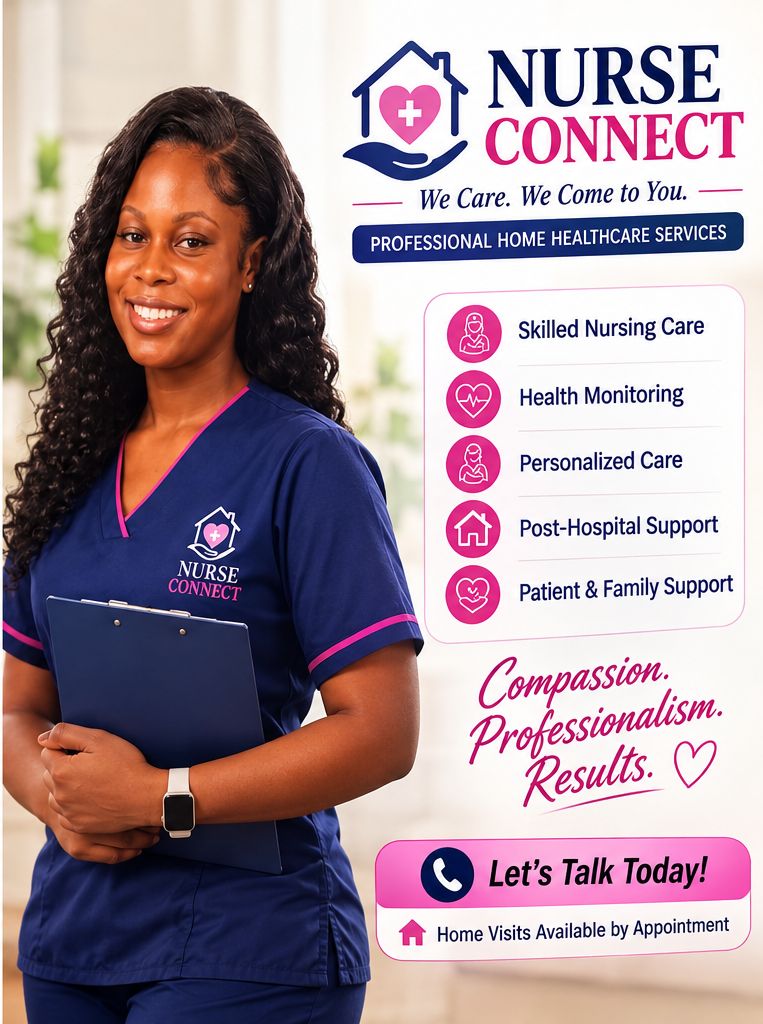 NURSE
CONNECT
We Care. We Come to You.
PROFESSIONAL HOME HEALTHCARE SERVICES
Skilled Nursing Care
Health Monitoring
Personalized Care
Post-Hospital Support
Patient & Family Support
NURSE
CONNECT
Compassion.
Professionalism.
Results.
Let's Talk Today!
Home Visits Available by Appointment